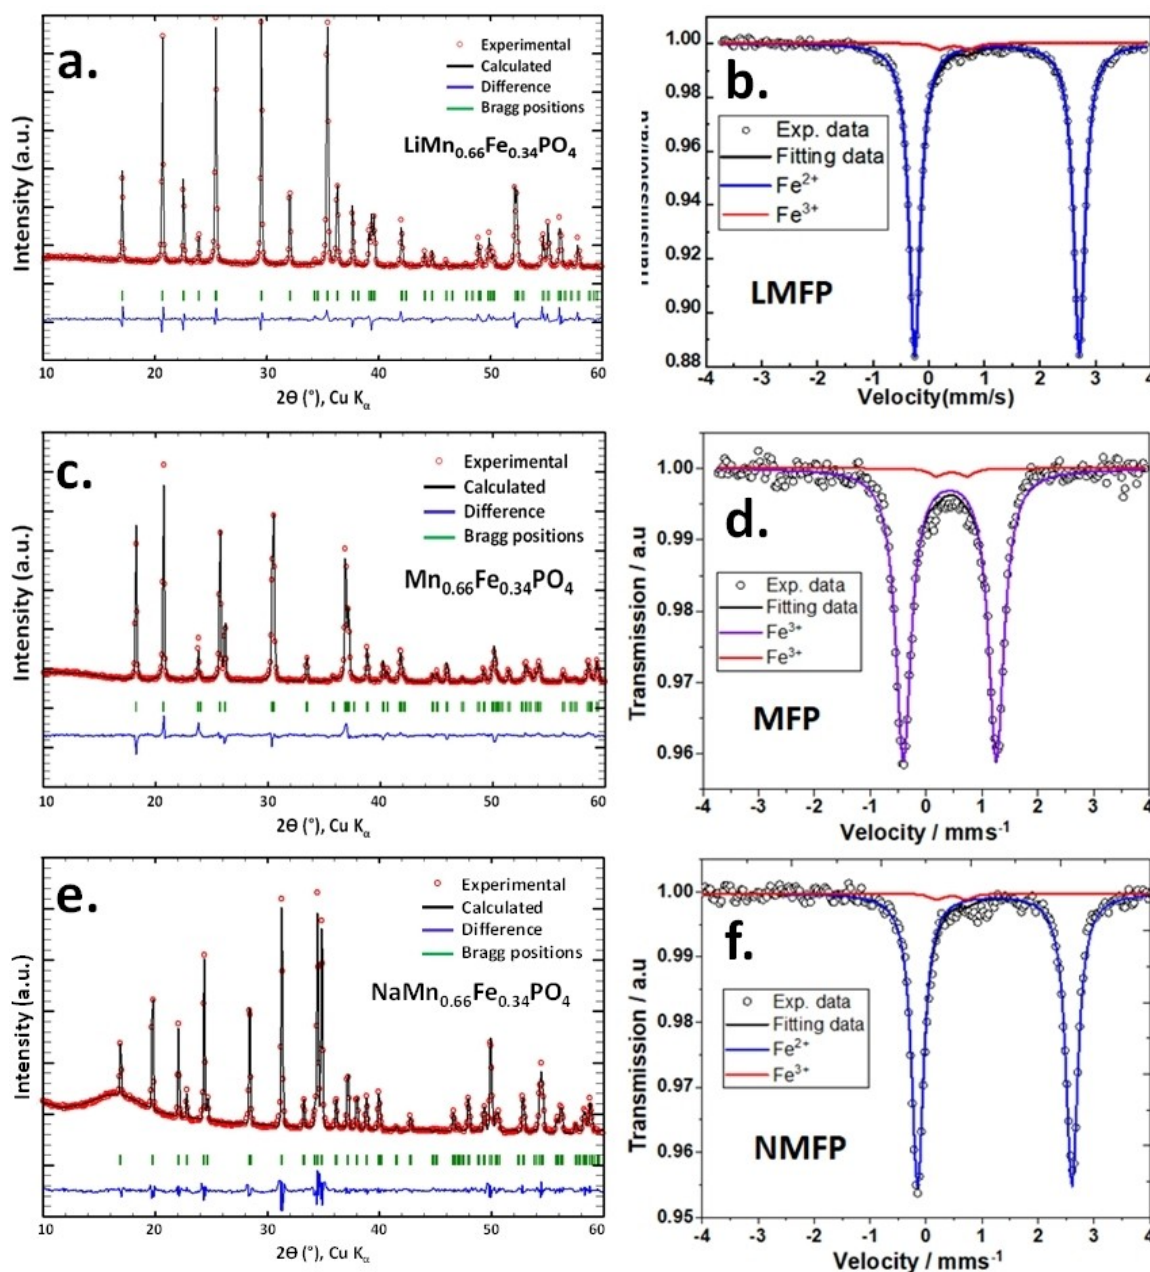 a.
Experimental
Calculated
Difference
Bragg positions
LiMn0.66Fe0.34PO4
Intensity (a.u.)
10 20 30 40 50 60
2Ө (°), Cu Kα
b.
1.00
0.98
0.96
0.94
0.92
0.90
0.88
Exp. data
Fitting data
Fe2+
Fe3+
LMFP
-4 -3 -2 -1 0 1 2 3 4
Velocity(mm/s)
c.
Experimental
Calculated
Difference
Bragg positions
Mn0.66Fe0.34PO4
Intensity (a.u.)
10 20 30 40 50 60
2Ө (°), Cu Kα
d.
Transmission / a.u
1.00
0.99
0.98
0.97
0.96
Exp. data
Fitting data
Fe3+
Fe3+
MFP
-4 -3 -2 -1 0 1 2 3 4
Velocity / mms-1
e.
Experimental
Calculated
Difference
Bragg positions
NaMn0.66Fe0.34PO4
Intensity (a.u.)
10 20 30 40 50 60
2Ө (°), Cu Kα
f.
Transmission / a.u
1.00
0.99
0.98
0.97
0.96
0.95
Exp. data
Fitting data
Fe2+
Fe3+
NMFP
-4 -3 -2 -1 0 1 2 3 4
Velocity / mms-1